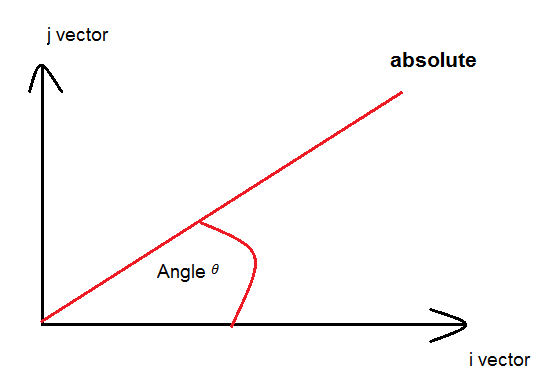 j vector
absolute
Angle θ
i vector